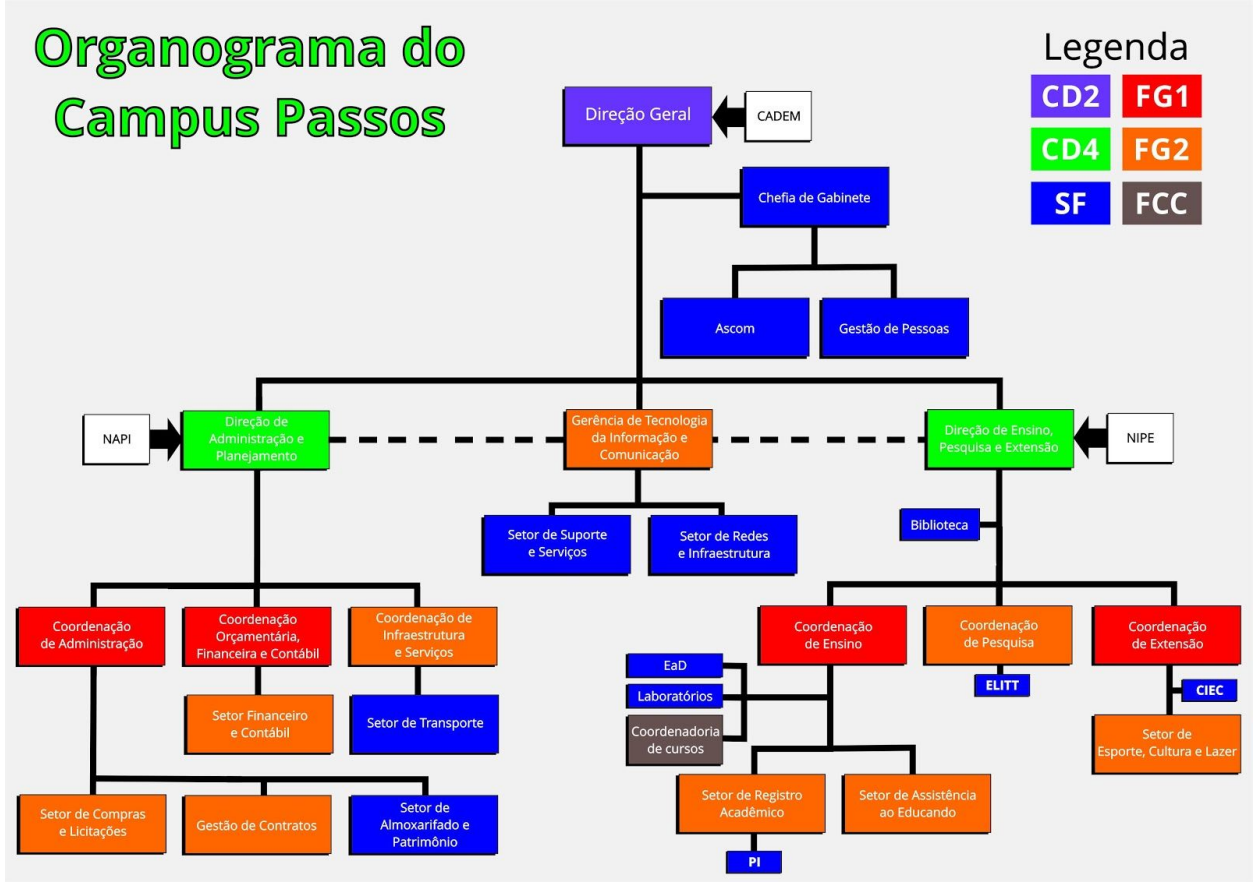 Organograma do
Campus Passos
Legenda
CD2
FG1
CD4
FG2
SF
FCC
Direção Geral
CADEM
Chefia de Gabinete
Ascom
Gestão de Pessoas
NAPI
Direção de
Administração e
Planejamento
Gerência de Tecnologia
da Informação e
Comunicação
Direção de Ensino,
Pesquisa e Extensão
NIPE
Setor de Suporte
e Serviços
Setor de Redes
e Infraestrutura
Biblioteca
Coordenação
de Administração
Coordenação
Orçamentária,
Financeira e Contábil
Coordenação de
Infraestrutura
e Serviços
Coordenação
de Ensino
Coordenação
de Pesquisa
Coordenação
de Extensão
EaD
Laboratórios
Coordenadoria
de cursos
ELITT
CIEC
Setor Financeiro
e Contábil
Setor de Transporte
Setor de
Esporte, Cultura e Lazer
Setor de Compras
e Licitações
Gestão de Contratos
Setor de
Almoxarifado e
Patrimônio
Setor de Registro
Acadêmico
Setor de Assistência
ao Educando
PI